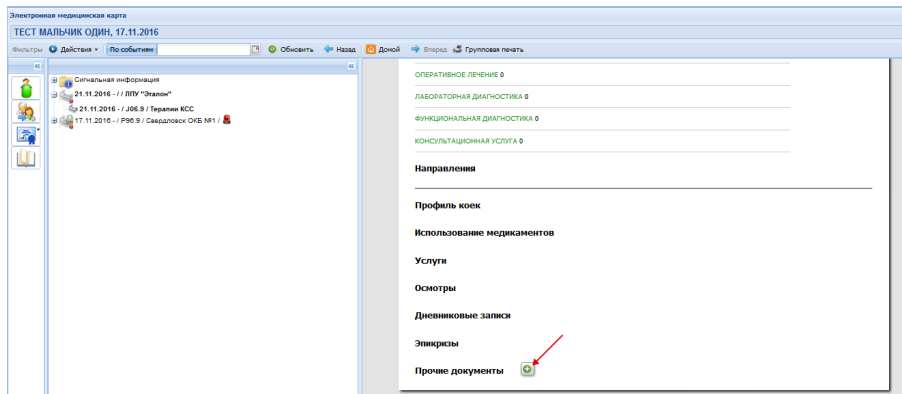 Электронная медицинская карта
ТЕСТ МАЛЬЧИК ОДИН, 17.11.2016
Фильтры Действия По событиям Обновить Назад Домой Вперед Групповая печать
Сигнальная информация
21.11.2016 - / / ЛПУ "Эталон"
21.11.2016 - / J06.9 / Терапии КСС
17.11.2016 - / P96.9 / Свердловск ОКБ №1 /
ОПЕРАТИВНОЕ ЛЕЧЕНИЕ 0
ЛАБОРАТОРНАЯ ДИАГНОСТИКА 0
ФУНКЦИОНАЛЬНАЯ ДИАГНОСТИКА 0
КОНСУЛЬТАЦИОННАЯ УСЛУГА 0
Направления
Профиль коек
Использование медикаментов
Услуги
Осмотры
Дневниковые записи
Эпикризы
Прочие документы